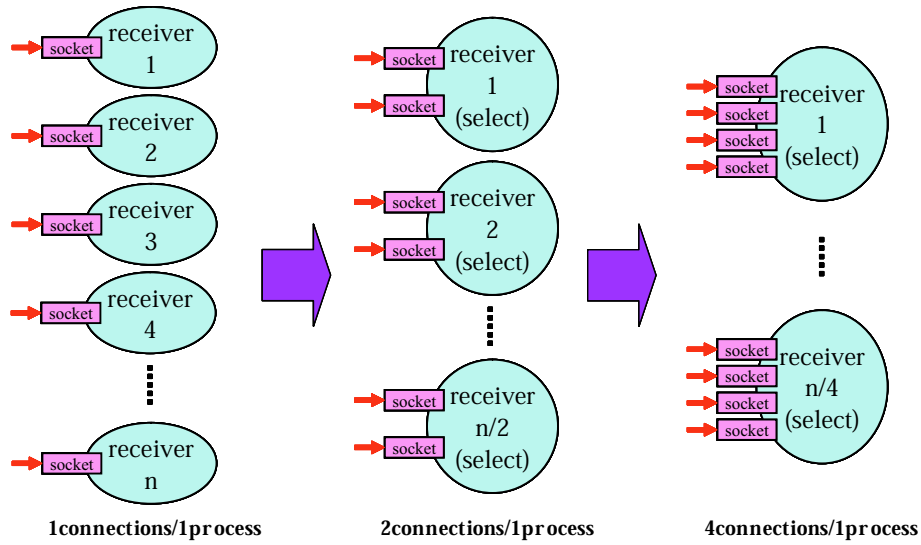 socket
receiver
1
socket
receiver
2
socket
receiver
3
socket
receiver
4
socket
receiver
n
1connections/1process
socket
socket
receiver
1
(select)
socket
socket
receiver
2
(select)
socket
socket
receiver
n/2
(select)
2connections/1process
socket
socket
socket
socket
receiver
1
(select)
socket
socket
socket
socket
receiver
n/4
(select)
4connections/1process